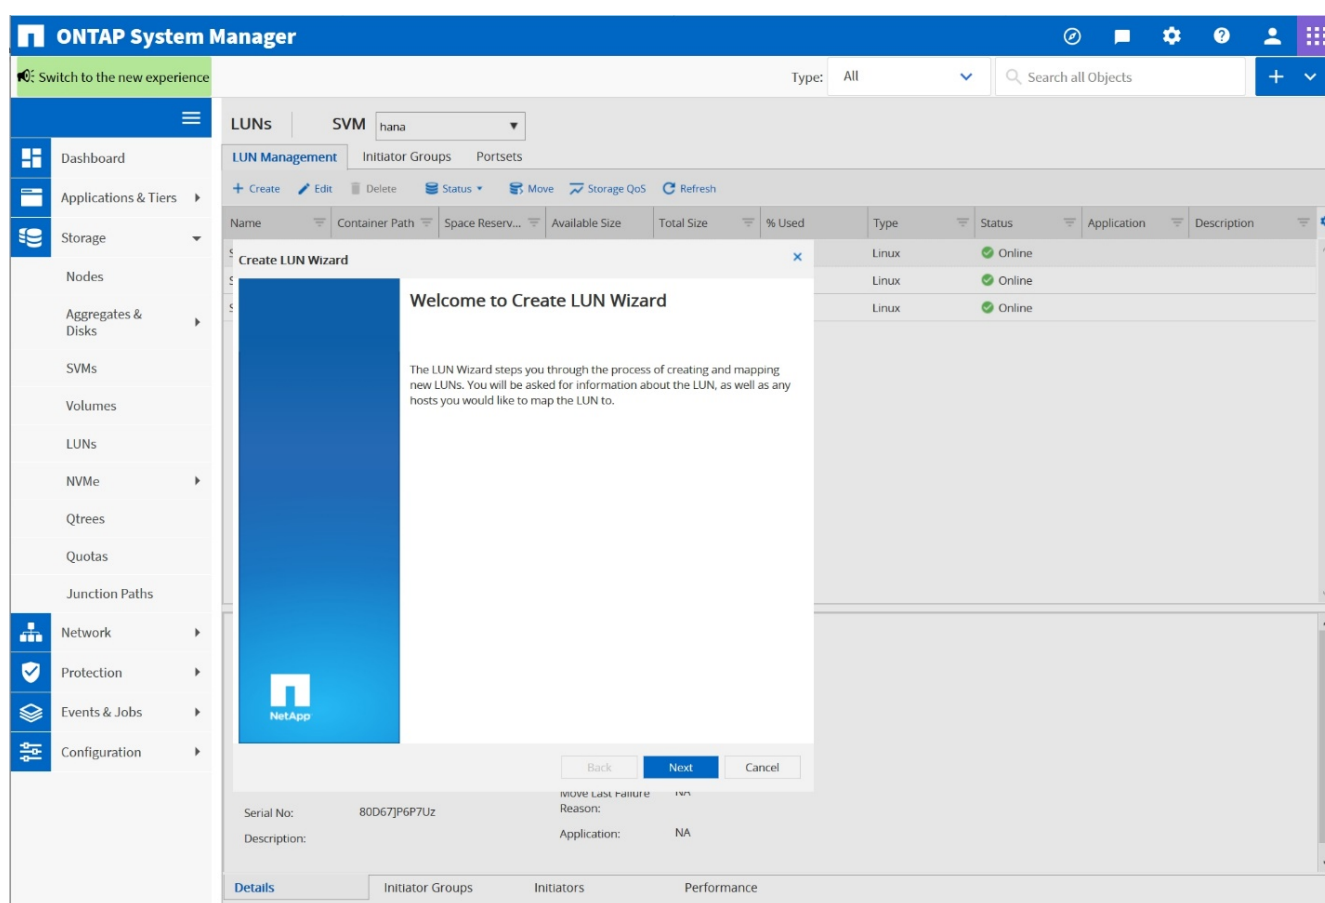 ONTAP System Manager
Switch to the new experience
Type: All
Search all Objects
LUNs SVM hana
Dashboard
Applications & Tiers
Storage
Nodes
Aggregates &
Disks
SVMs
Volumes
LUNs
NVMe
Qtrees
Quotas
Junction Paths
Network
Protection
Events & Jobs
Configuration
LUN Management Initiator Groups Portsets
+ Create Edit Delete Status Move Storage QoS Refresh
Name Container Path Space Reserv... Available Size Total Size % Used Type Status Application Description
Linux Online
Linux Online
Linux Online
Create LUN Wizard
Welcome to Create LUN Wizard
The LUN Wizard steps you through the process of creating and mapping
new LUNs. You will be asked for information about the LUN, as well as any
hosts you would like to map the LUN to.
NetApp
Back Next Cancel
Move Last Failure NA
Reason:
Serial No: 80D67]P6P7Uz
Application: NA
Description:
Details Initiator Groups Initiators Performance